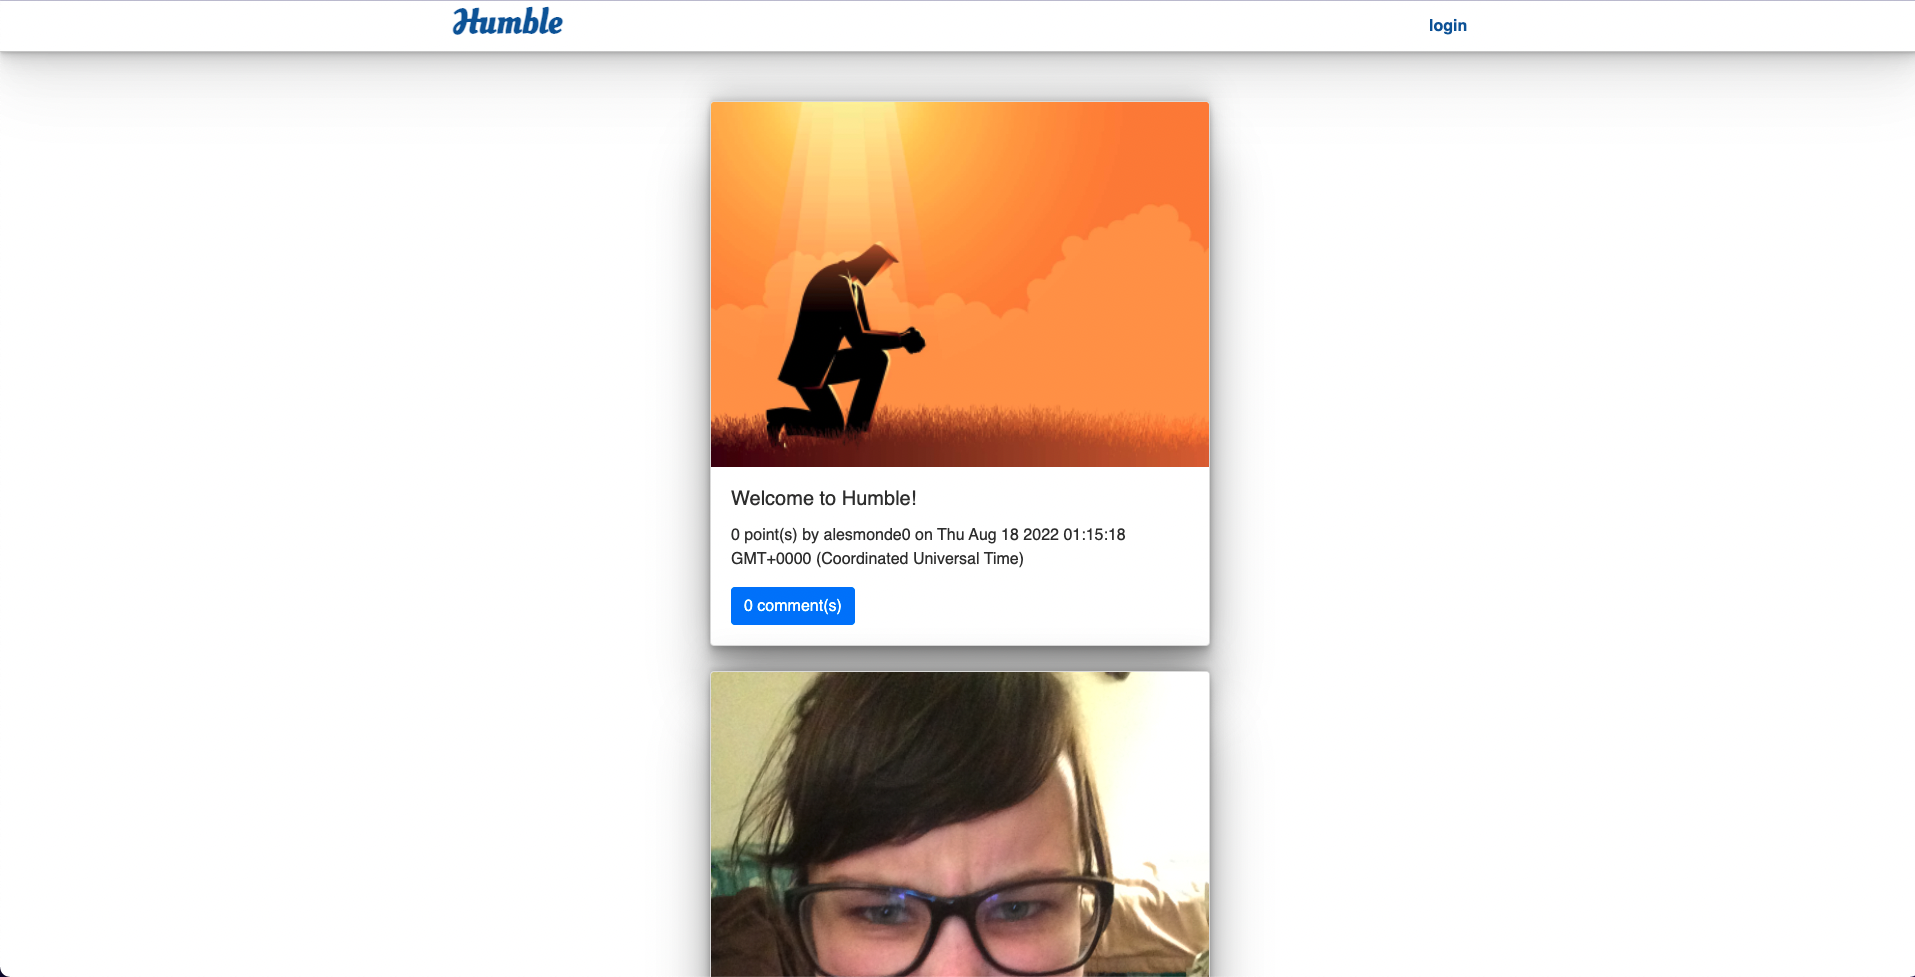 Humble
login
Welcome to Humble!
0 point(s) by alesmonde0 on Thu Aug 18 2022 01:15:18
GMT+0000 (Coordinated Universal Time)
0 comment(s)